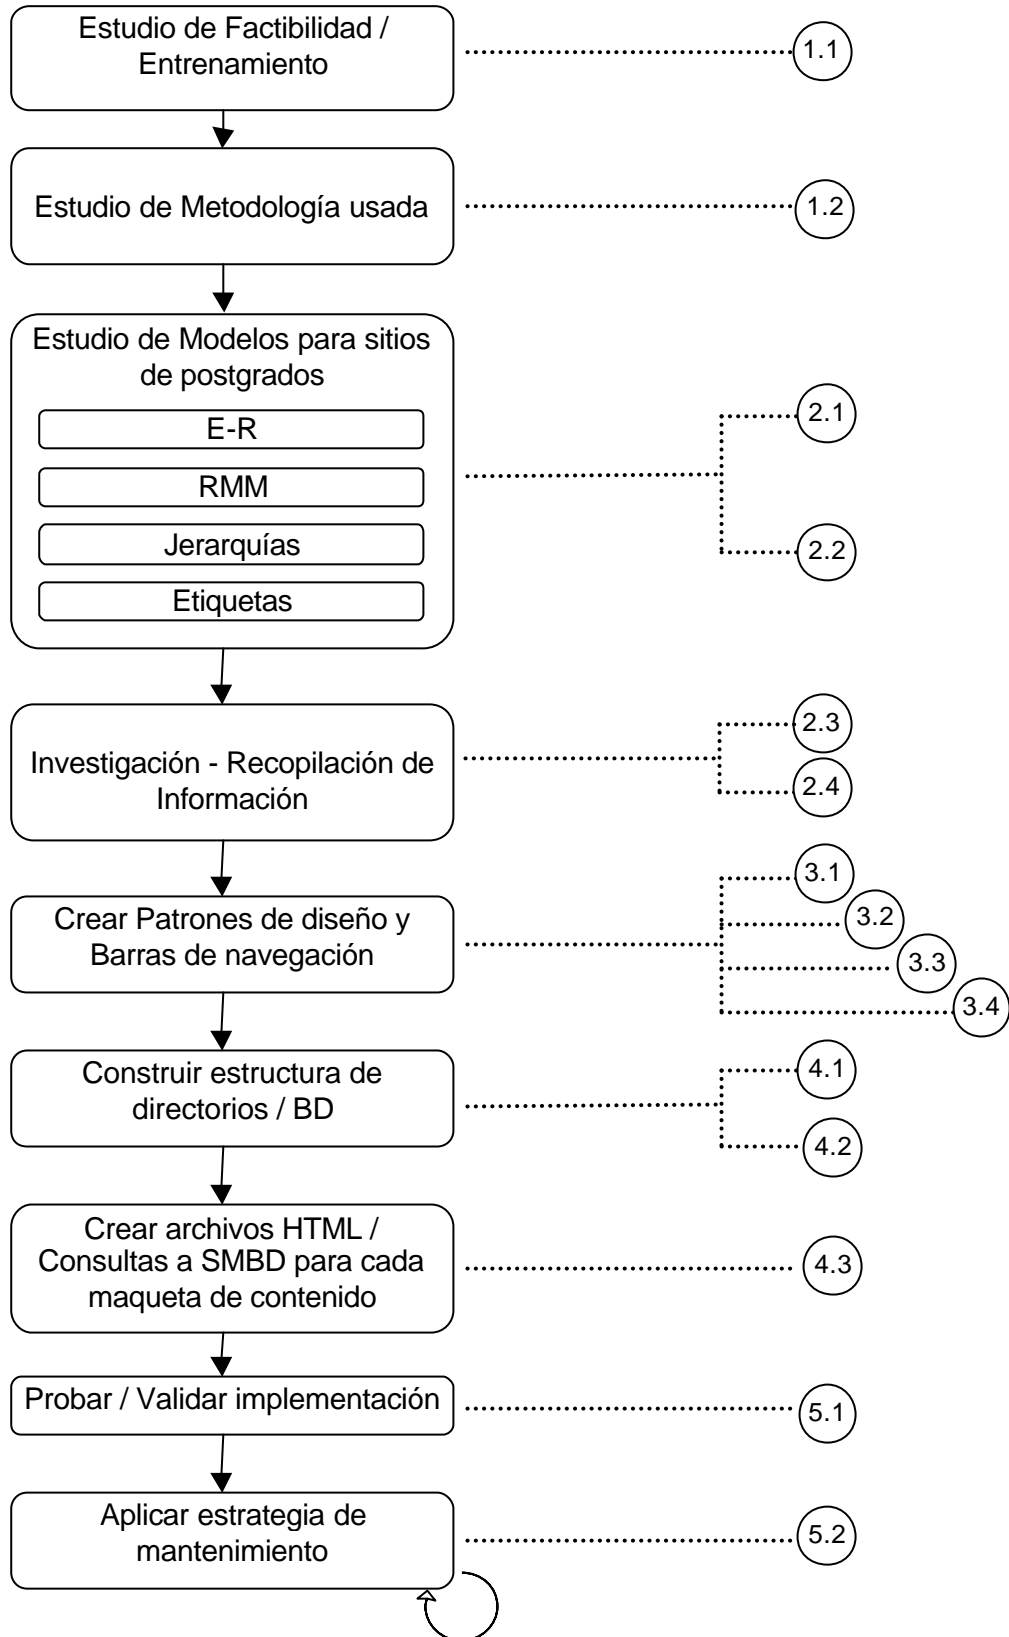 Estudio de Factibilidad /
Entrenamiento
1.1
Estudio de Metodología usada
1.2
Estudio de Modelos para sitios
de postgrados
E-R
RMM
Jerarquías
Etiquetas
2.1
2.2
Investigación - Recopilación de
Información
2.3
2.4
Crear Patrones de diseño y
Barras de navegación
3.1
3.2
3.3
3.4
Construir estructura de
directorios / BD
4.1
4.2
Crear archivos HTML /
Consultas a SMBD para cada
maqueta de contenido
4.3
Probar / Validar implementación
5.1
Aplicar estrategia de
mantenimiento
5.2